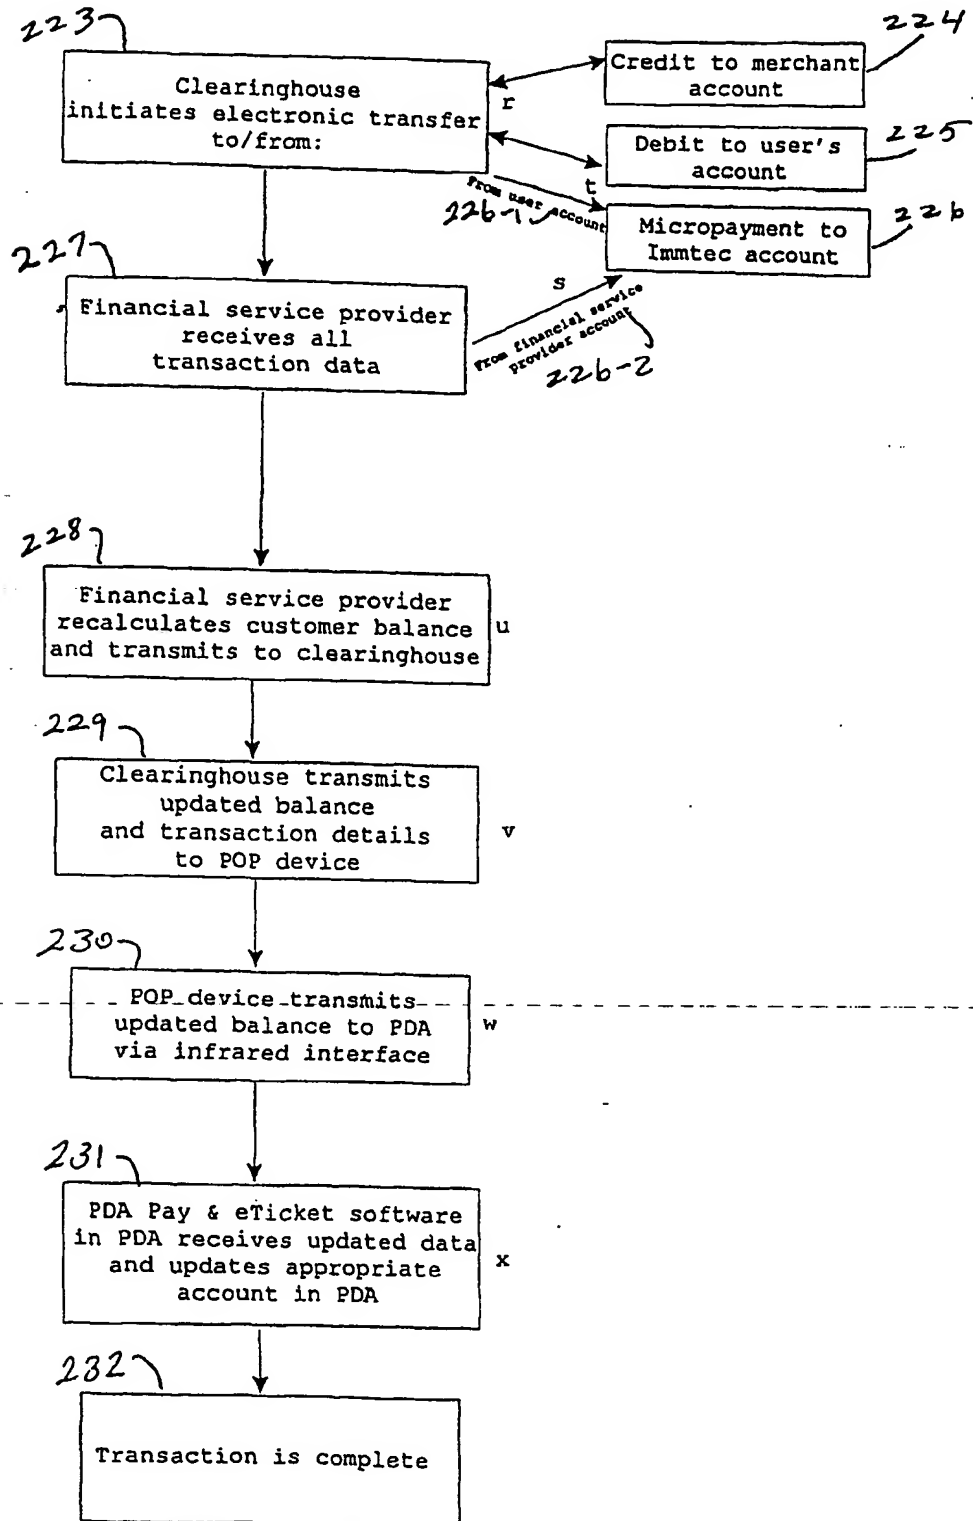 223
Clearinghouse
initiates electronic transfer
to/from:
224
Credit to merchant
account
r
225
Debit to user's
account
t
From user account
226-1
226
Micropayment to
Immtec account
227
Financial service provider
receives all
transaction data
s
From financial service
provider account
226-2
228
Financial service provider
recalculates customer balance
and transmits to clearinghouse
u
229
Clearinghouse transmits
updated balance
and transaction details
to POP device
v
230
POP device transmits
updated balance to PDA
via infrared interface
w
231
PDA Pay & eTicket software
in PDA receives updated data
and updates appropriate
account in PDA
x
232
Transaction is complete